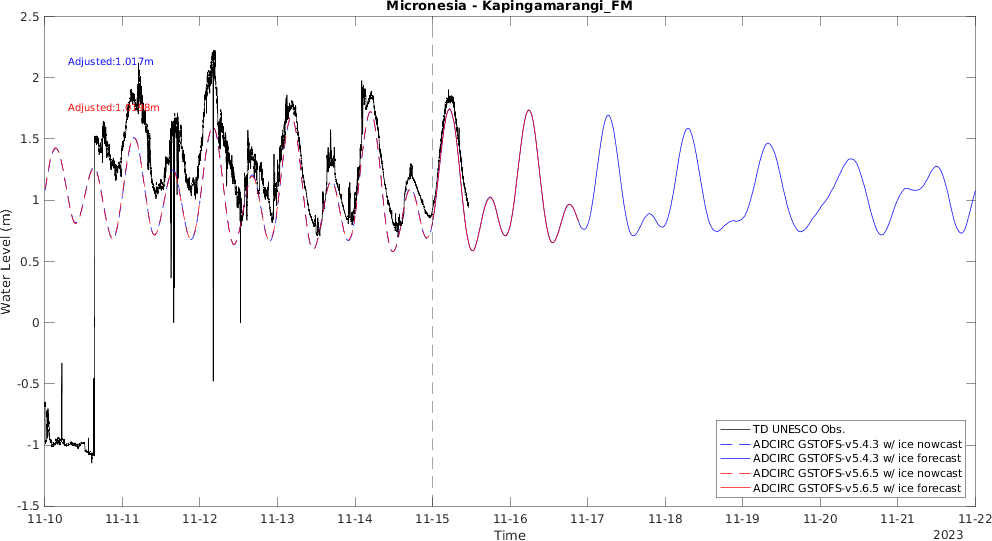 Micronesia - Kapingamarangi_FM
2.5
Adjusted:1.017m
2
Adjusted:1.0
m
1.5
1
0.5
0
-0.5
-1
-1.5
Water Level (m)
TD UNESCO Obs.
ADCIRC GSTOFS-v5.4.3 w/ ice nowcast
ADCIRC GSTOFS-v5.4.3 w/ ice forecast
ADCIRC GSTOFS-v5.6.5 w/ ice nowcast
ADCIRC GSTOFS-v5.6.5 w/ ice forecast
11-10 11-11 11-12 11-13 11-14 11-15 11-16 11-17 11-18 11-19 11-20 11-21 11-22
Time
2023